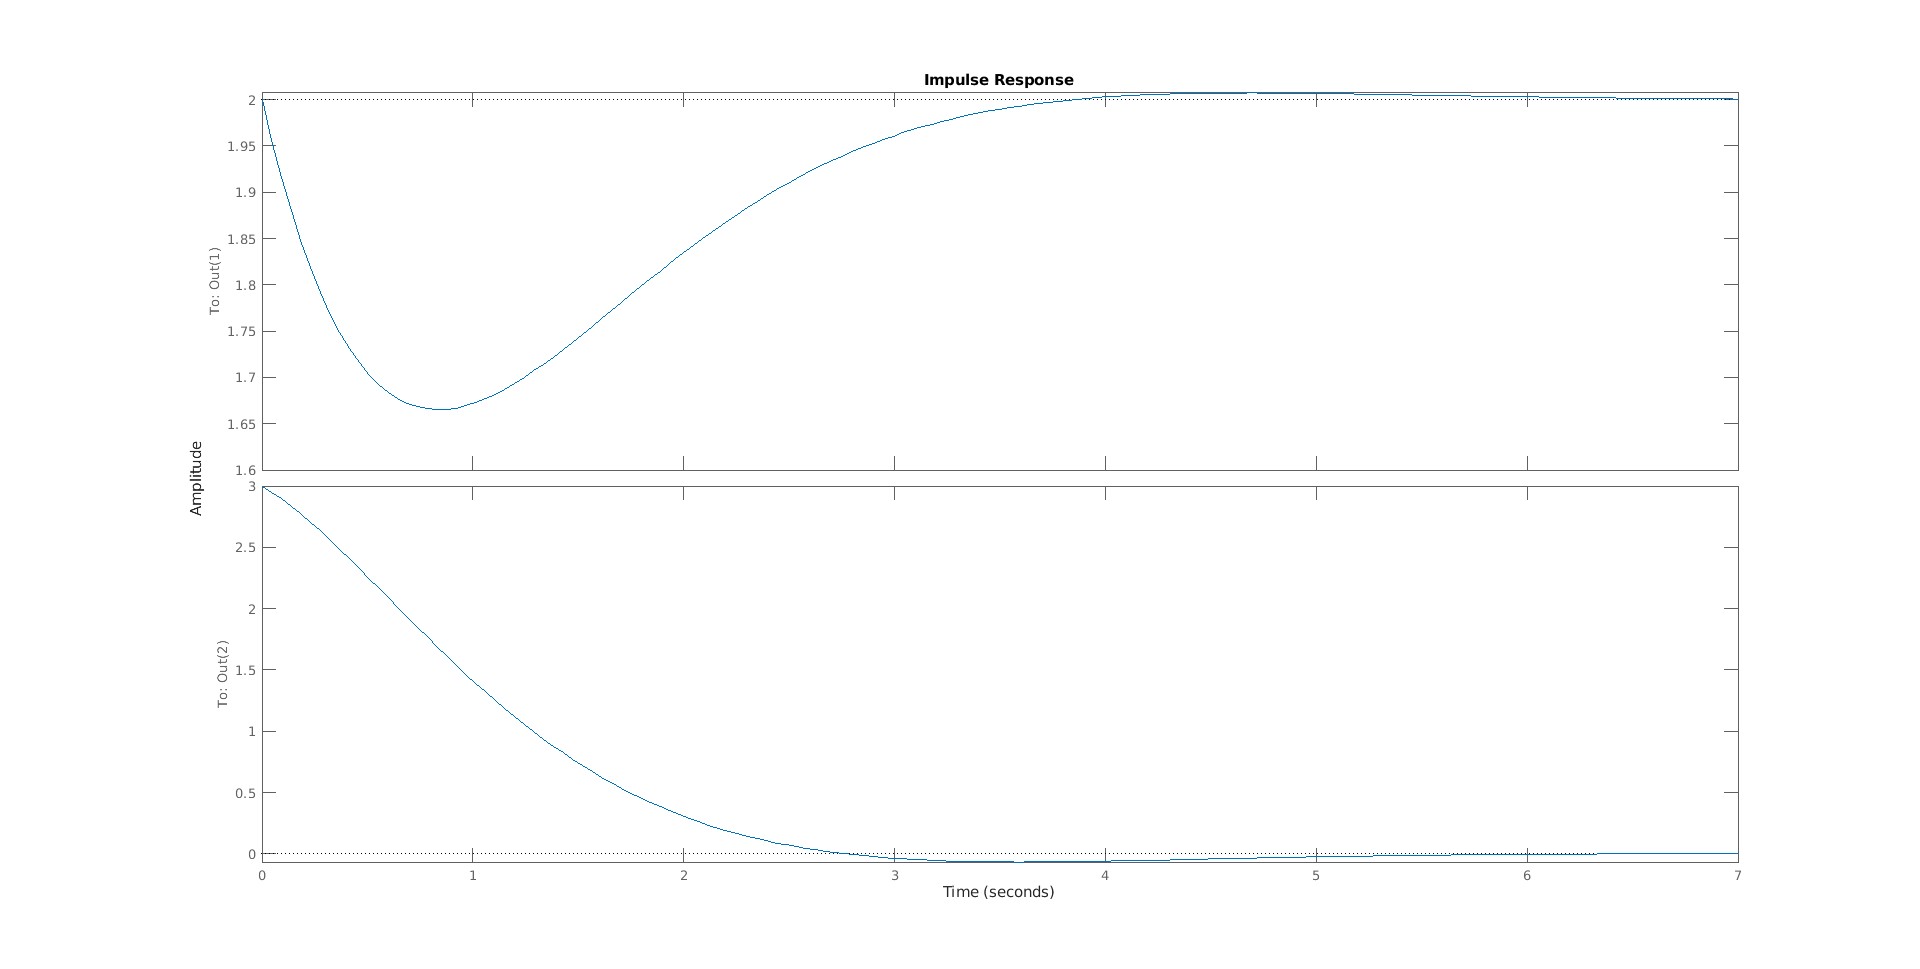 Impulse Response
2
1.95
1.9
1.85
1.8
1.75
1.7
1.65
1.6
To: Out(1)
Amplitude
3
2.5
2
1.5
1
0.5
0
To: Out(2)
0 1 2 3 4 5 6 7
Time (seconds)